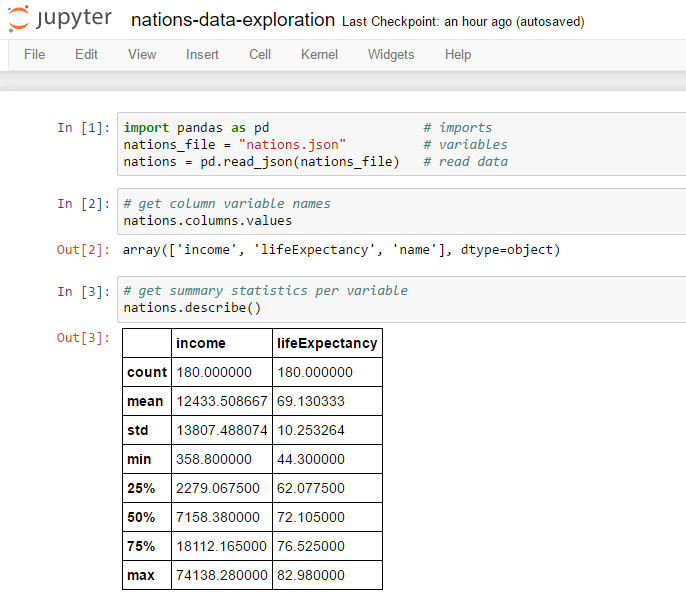 jupyter nations-data-exploration Last Checkpoint: an hour ago (autosaved)
File Edit View Insert Cell Kernel Widgets Help
In [1]: import pandas as pd # imports
nations_file = "nations.json" # variables
nations = pd.read_json(nations_file) # read data
In [2]: # get column variable names
nations.columns.values
Out[2]: array(['income', 'lifeExpectancy', 'name'], dtype=object)
In [3]: # get summary statistics per variable
nations.describe()
Out[3]:
income lifeExpectancy
count 180.000000 180.000000
mean 12433.508667 69.130333
std 13807.488074 10.253264
min 358.800000 44.300000
25% 2279.067500 62.077500
50% 7158.380000 72.105000
75% 18112.165000 76.525000
max 74138.280000 82.980000